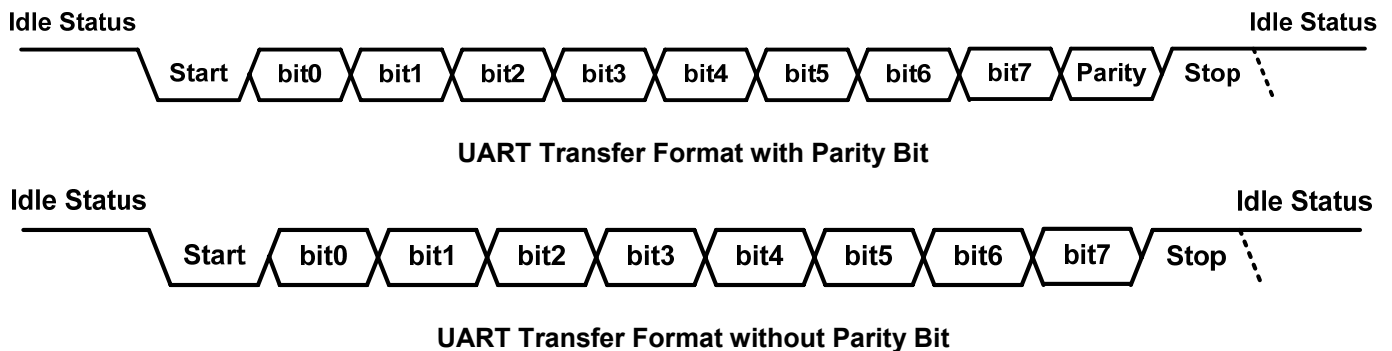 Idle Status Idle Status
Start bit0 bit1 bit2 bit3 bit4 bit5 bit6 bit7 Parity Stop
UART Transfer Format with Parity Bit
Idle Status Idle Status
Start bit0 bit1 bit2 bit3 bit4 bit5 bit6 bit7 Stop
UART Transfer Format without Parity Bit